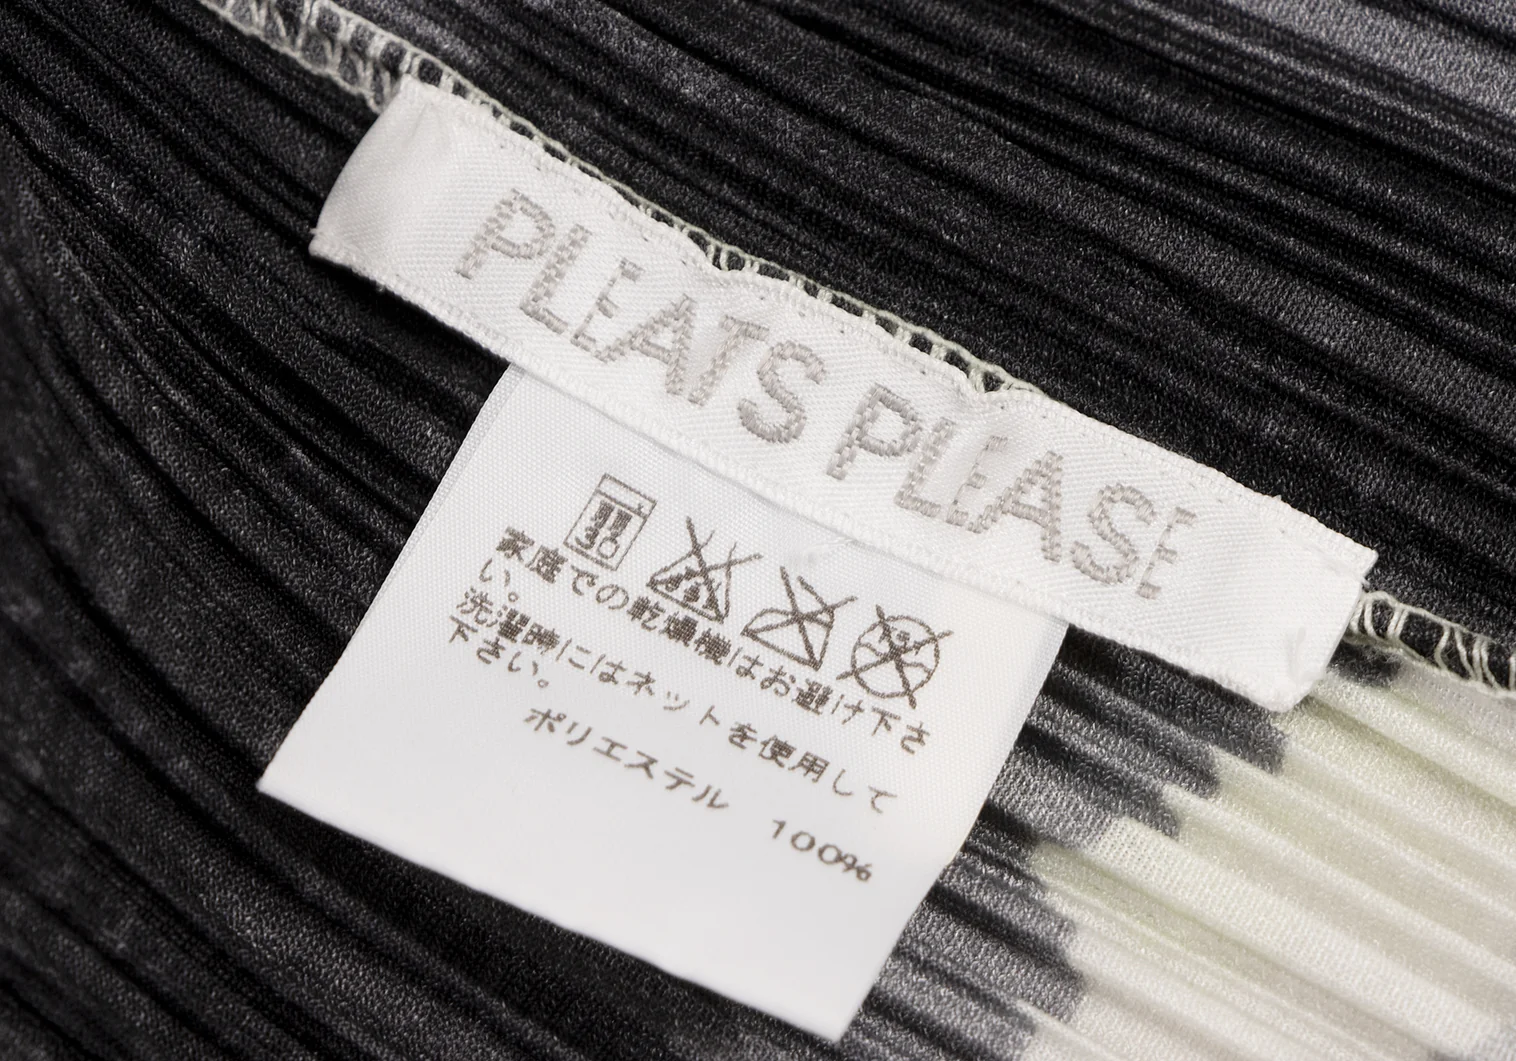 PLEATS PLEASE
家庭での乾燥機はお避け下さ
い。
洗濯時にはネットを使用して
下さい。
ポリエステル 100%